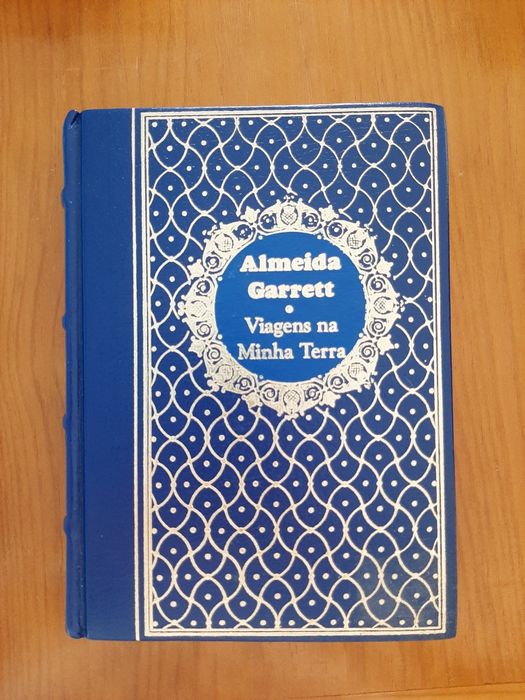 Almeida
Garrett
Viagens na
Minha Terra